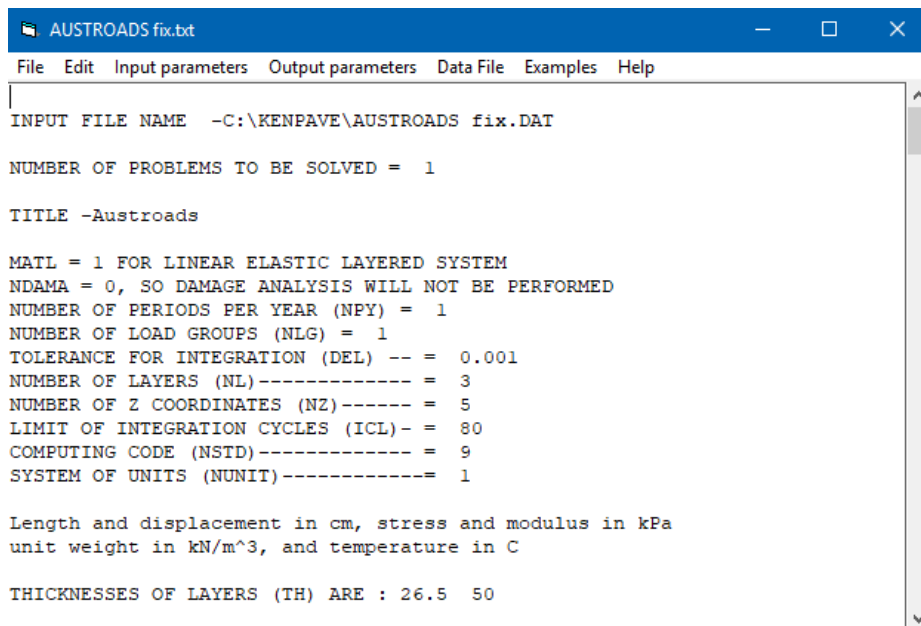 AUSTROADS fix.txt
File Edit Input parameters Output parameters Data File Examples Help
INPUT FILE NAME -C:\KENPAVE\AUSTROADS fix.DAT
NUMBER OF PROBLEMS TO BE SOLVED = 1
TITLE -Austroads
MATL = 1 FOR LINEAR ELASTIC LAYERED SYSTEM
NDAMA = 0, SO DAMAGE ANALYSIS WILL NOT BE PERFORMED
NUMBER OF PERIODS PER YEAR (NPY) = 1
NUMBER OF LOAD GROUPS (NLG) = 1
TOLERANCE FOR INTEGRATION (DEL) -- = 0.001
NUMBER OF LAYERS (NL)------------- = 3
NUMBER OF Z COORDINATES (NZ)------ = 5
LIMIT OF INTEGRATION CYCLES (ICL)- = 80
COMPUTING CODE (NSTD)------------- = 9
SYSTEM OF UNITS (NUNIT)------------= 1
Length and displacement in cm, stress and modulus in kPa
unit weight in kN/m^3, and temperature in C
THICKNESSES OF LAYERS (TH) ARE : 26.5 50